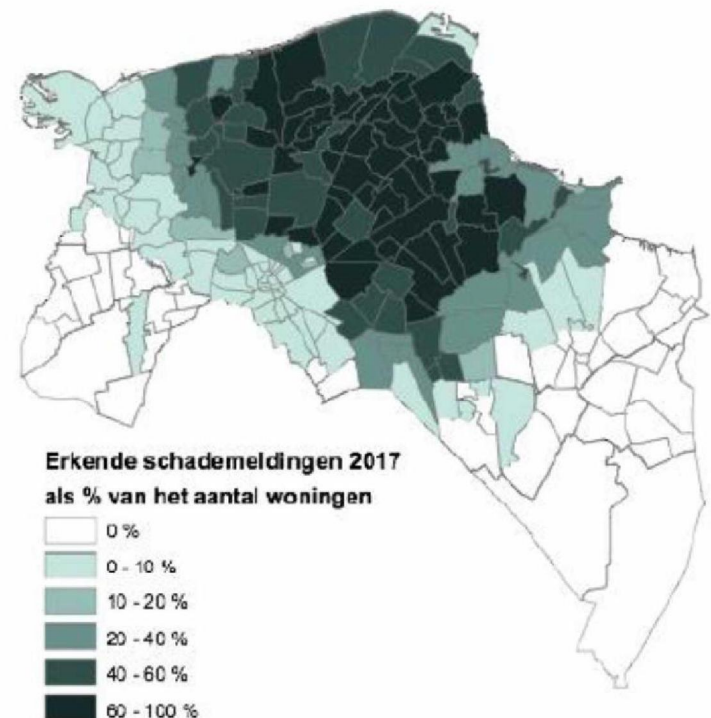 Erkende schademeldingen 2017
als % van het aantal woningen
0 %
0 - 10 %
10 - 20 %
20 - 40 %
40 - 60 %
60 - 100 %